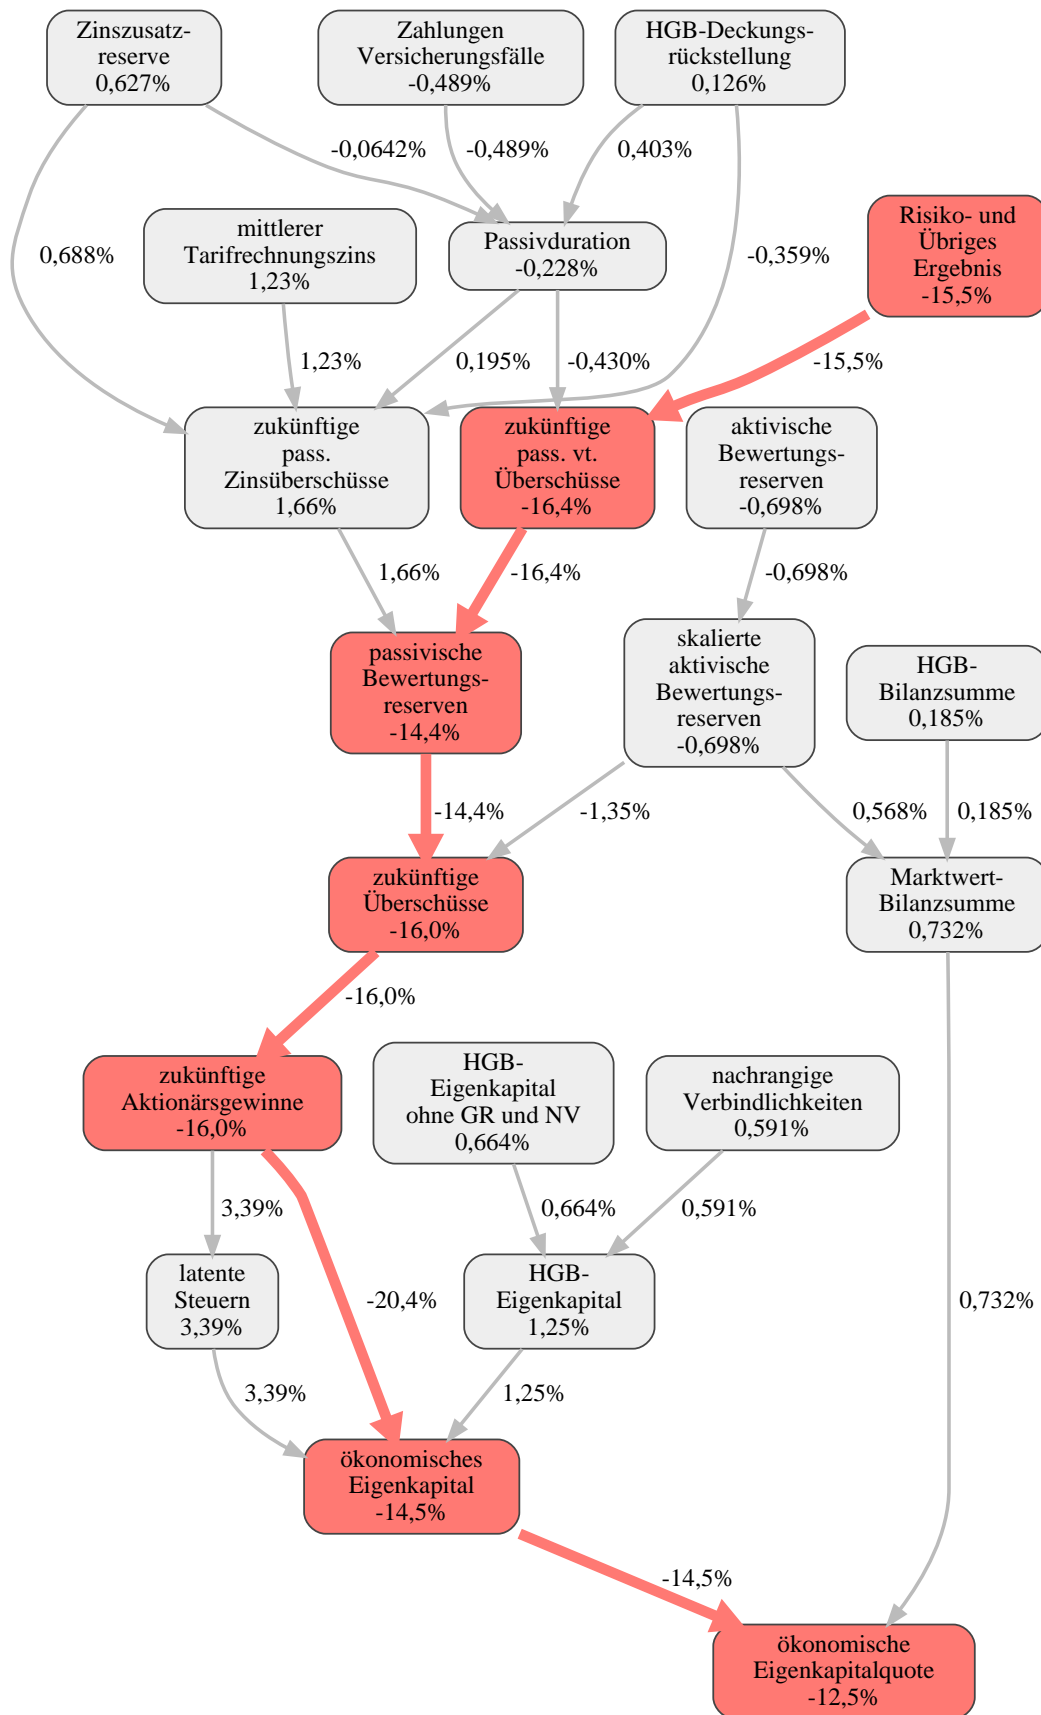 Zinszusatz-
reserve
0,627%
Zahlungen
Versicherungsfälle
-0,489%
HGB-Deckungs-
rückstellung
0,126%
-0,0642%
-0,489%
0,403%
mittlerer
Tarifrechnungszins
1,23%
Passivduration
-0,228%
Risiko- und
Übriges
Ergebnis
-15,5%
0,688%
-0,359%
1,23%
0,195%
-0,430%
-15,5%
zukünftige
pass.
Zinsüberschüsse
1,66%
zukünftige
pass. vt.
Überschüsse
-16,4%
aktivische
Bewertungs-
reserven
-0,698%
1,66%
-16,4%
-0,698%
passivische
Bewertungs-
reserven
-14,4%
skalierte
aktivische
Bewertungs-
reserven
-0,698%
HGB-
Bilanzsumme
0,185%
-14,4%
-1,35%
0,568%
0,185%
zukünftige
Überschüsse
-16,0%
Marktwert-
Bilanzsumme
0,732%
-16,0%
zukünftige
Aktionärsgewinne
-16,0%
HGB-
Eigenkapital
ohne GR und NV
0,664%
nachrangige
Verbindlichkeiten
0,591%
3,39%
0,664%
0,591%
latente
Steuern
3,39%
-20,4%
HGB-
Eigenkapital
1,25%
0,732%
3,39%
1,25%
ökonomisches
Eigenkapital
-14,5%
-14,5%
ökonomische
Eigenkapitalquote
-12,5%